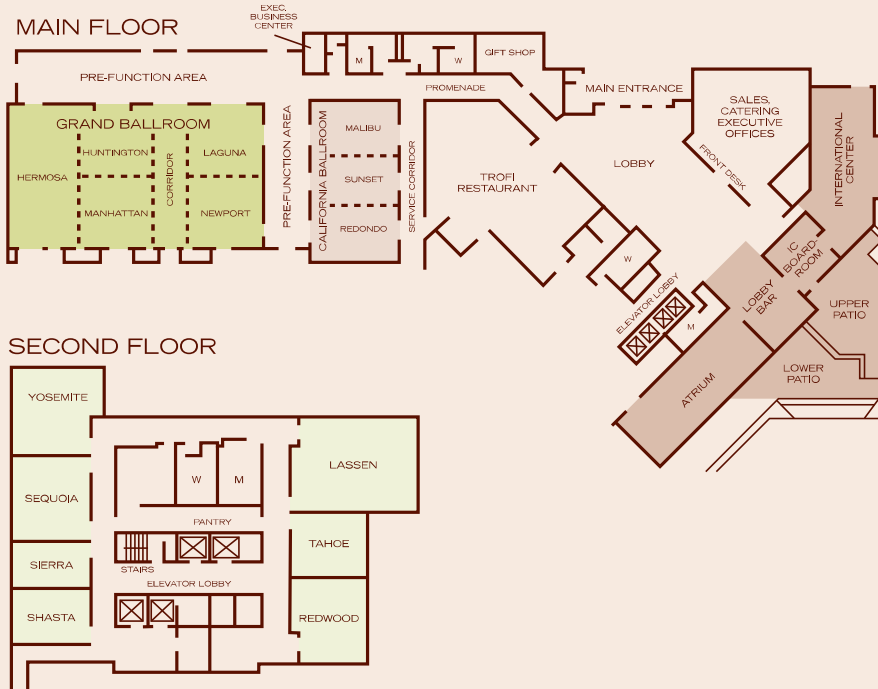 MAIN FLOOR
EXEC.
BUSINESS
CENTER
M
W
GIFT SHOP
PRE-FUNCTION AREA
PROMENADE
MAIN ENTRANCE
SALES,
CATERING
EXECUTIVE
OFFICES
INTERNATIONAL
CENTER
GRAND BALLROOM
HERMOSA
HUNTINGTON
MANHATTAN
CORRIDOR
LAGUNA
NEWPORT
PRE-FUNCTION AREA
CALIFORNIA BALLROOM
MALIBU
SUNSET
REDONDO
SERVICE CORRIDOR
TROFI
RESTAURANT
LOBBY
FRONT DESK
W
ELEVATOR LOBBY
M
IC
BOARD-
ROOM
LOBBY
BAR
UPPER
PATIO
LOWER
PATIO
ATRIUM
SECOND FLOOR
YOSEMITE
SEQUOIA
SIERRA
SHASTA
W
M
PANTRY
STAIRS
ELEVATOR LOBBY
LASSEN
TAHOE
REDWOOD